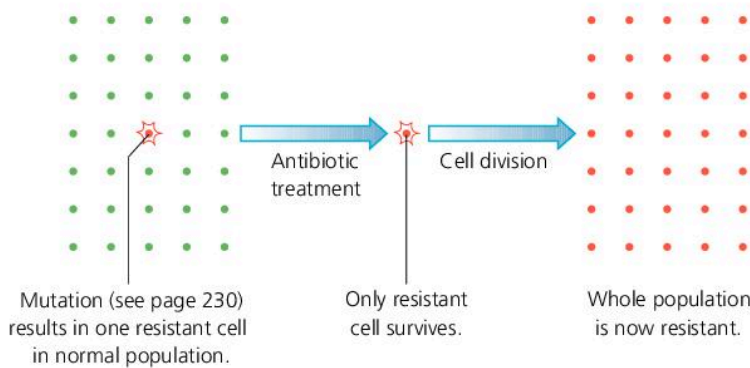 Antibiotic
treatment
Cell division
Mutation (see page 230)
results in one resistant cell
in normal population.
Only resistant
cell survives.
Whole population
is now resistant.